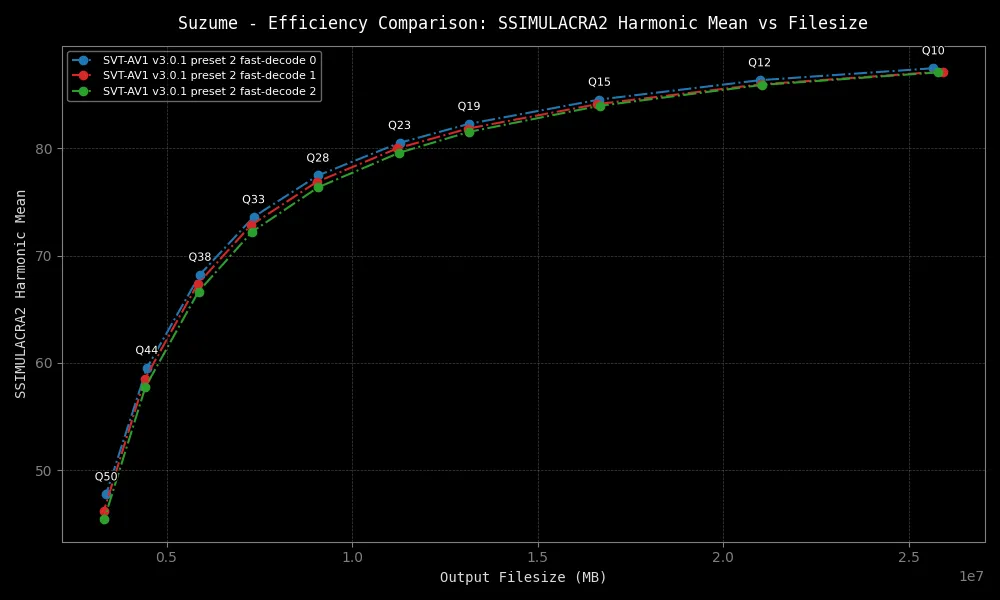 Suzume - Efficiency Comparison: SSIMULACRA2 Harmonic Mean vs Filesize
SVT-AV1 v3.0.1 preset 2 fast-decode 0
SVT-AV1 v3.0.1 preset 2 fast-decode 1
SVT-AV1 v3.0.1 preset 2 fast-decode 2
Q10
Q12
Q15
Q19
Q23
Q28
Q33
Q38
Q44
Q50
80
70
60
50
SSIMULACRA2 Harmonic Mean
0.5 1.0 1.5 2.0 2.5
1e7
Output Filesize (MB)